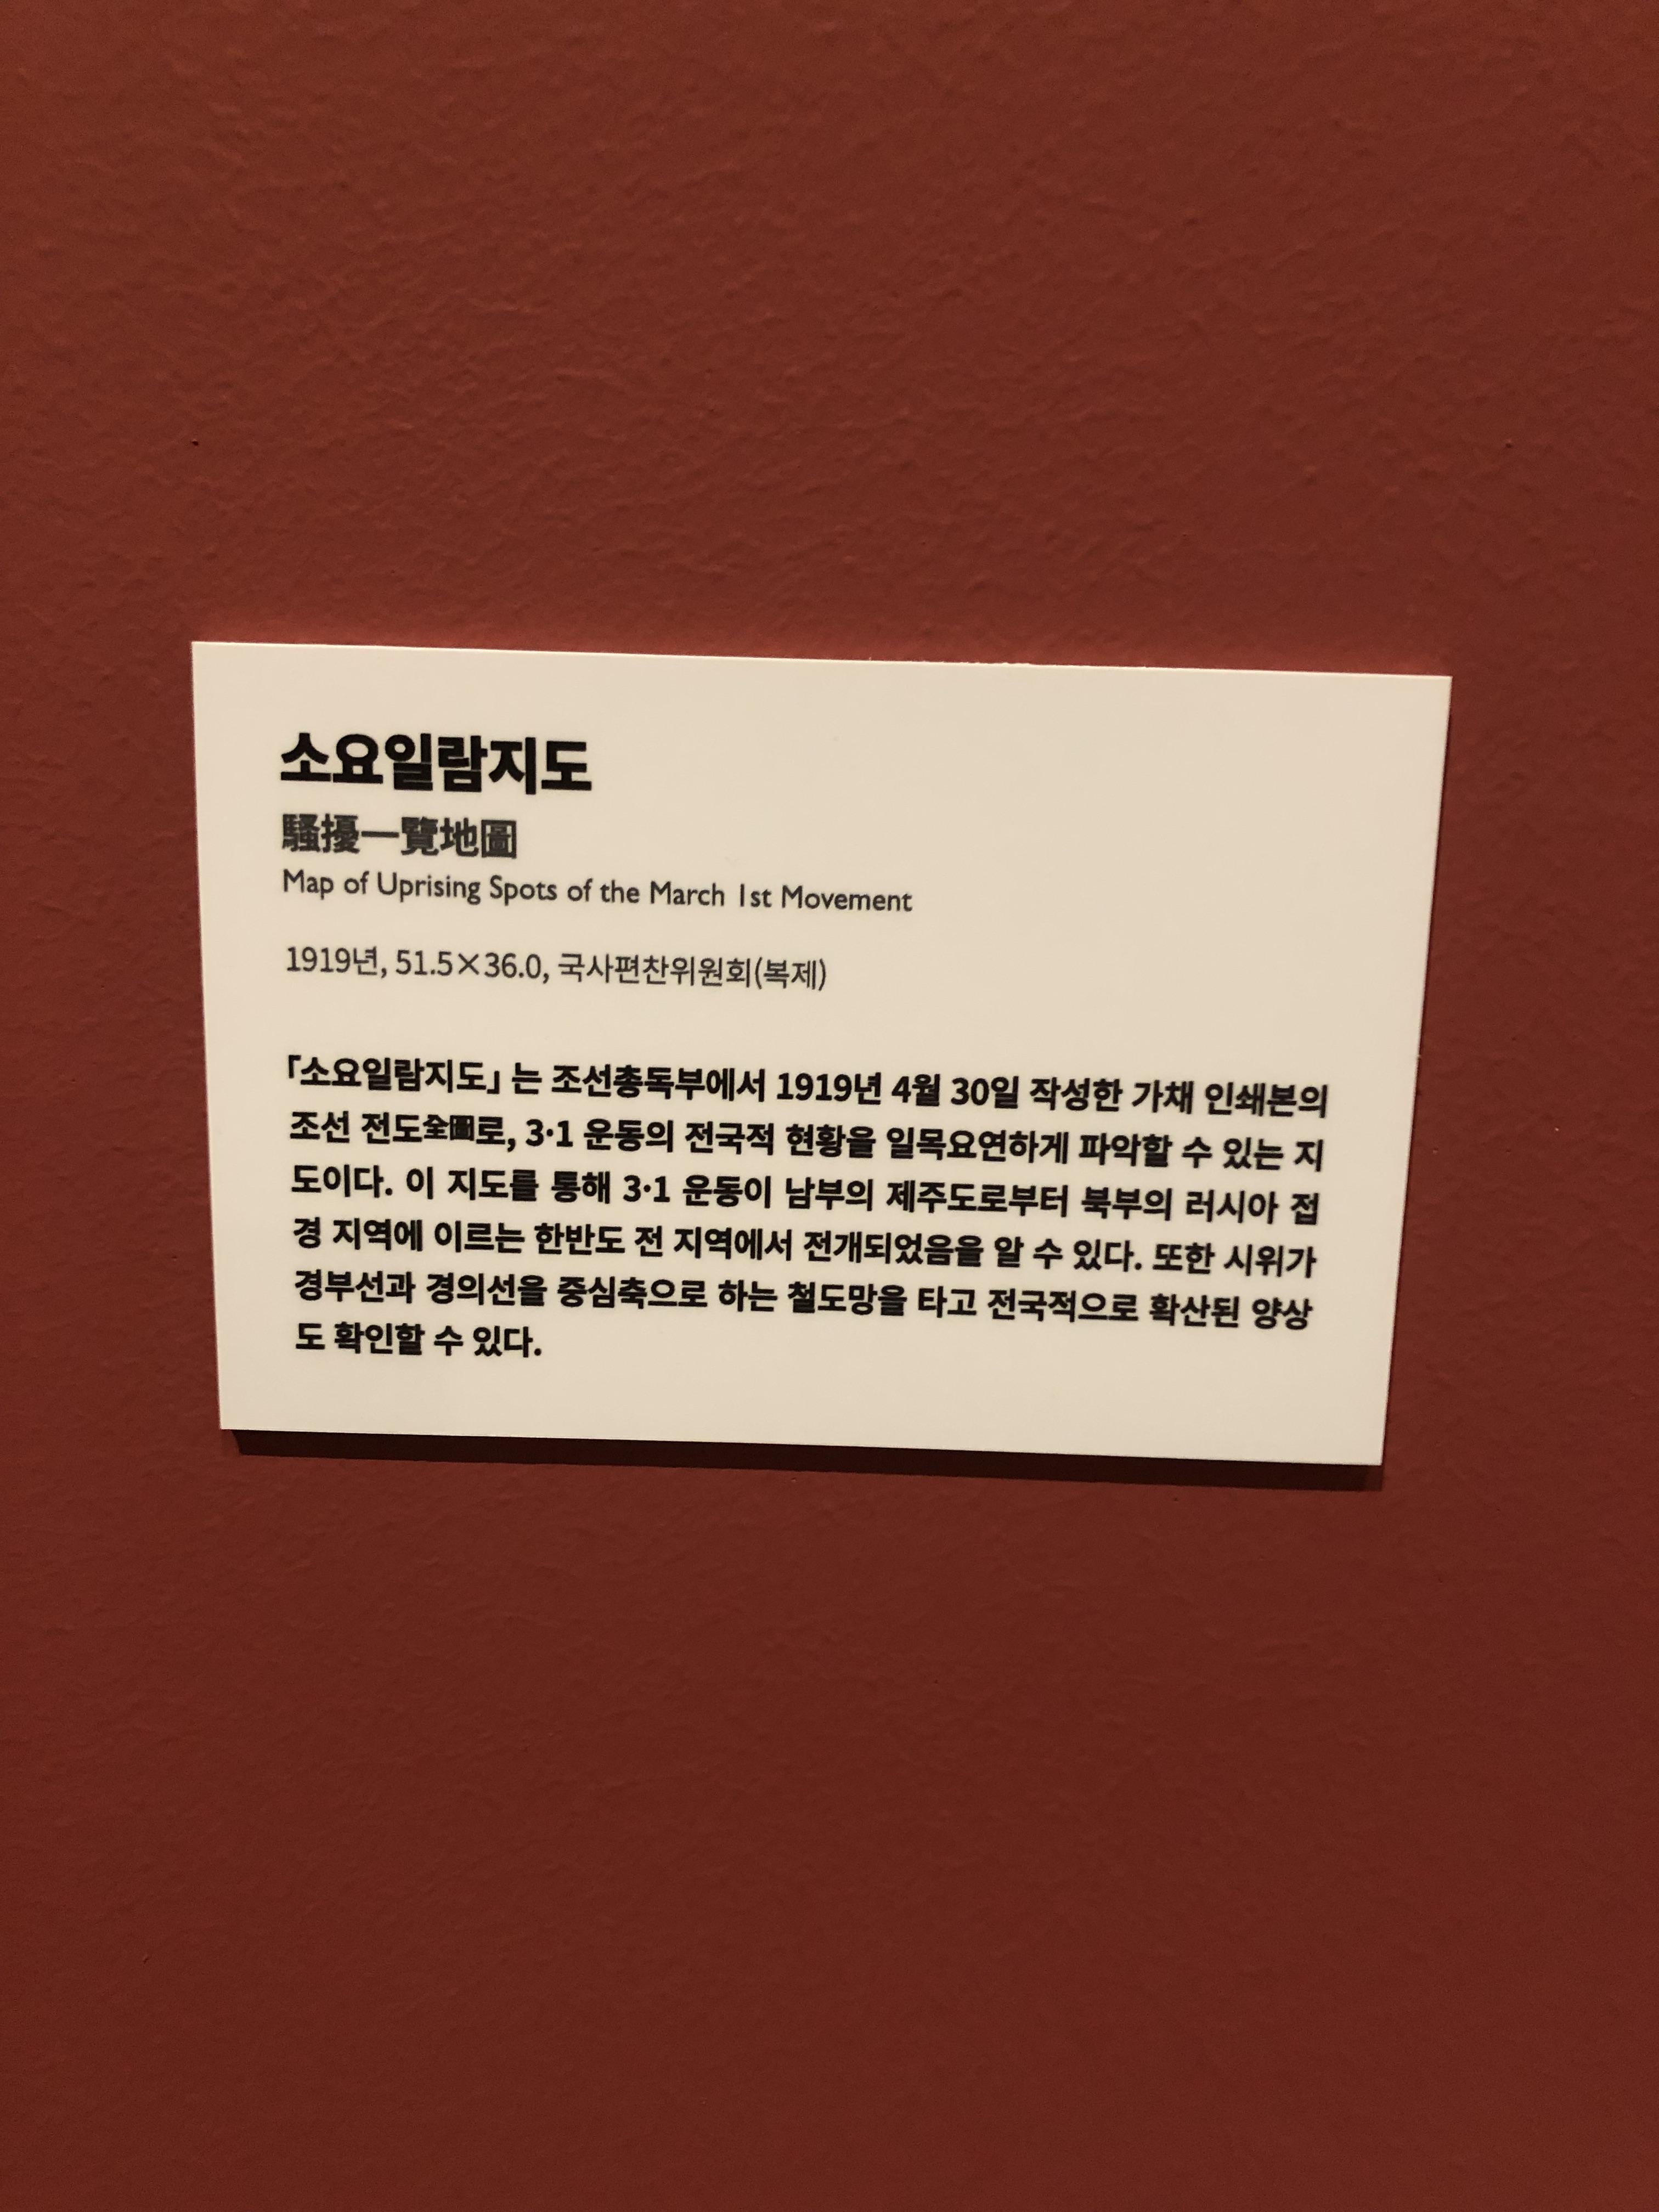 소요일람지도
騷擾一覽地圖
Map of Uprising Spots of the March 1st Movement
1919년, 51.5×36.0, 국사편찬위원회(복제)
「소요일람지도」 는 조선총독부에서 1919년 4월 30일 작성한 가채 인쇄본의
조선 전도全圖로, 3·1 운동의 전국적 현황을 일목요연하게 파악할 수 있는 지
도이다. 이 지도를 통해 3·1 운동이 남부의 제주도로부터 북부의 러시아 접
경 지역에 이르는 한반도 전 지역에서 전개되었음을 알 수 있다. 또한 시위가
경부선과 경의선을 중심축으로 하는 철도망을 타고 전국적으로 확산된 양상
도 확인할 수 있다.